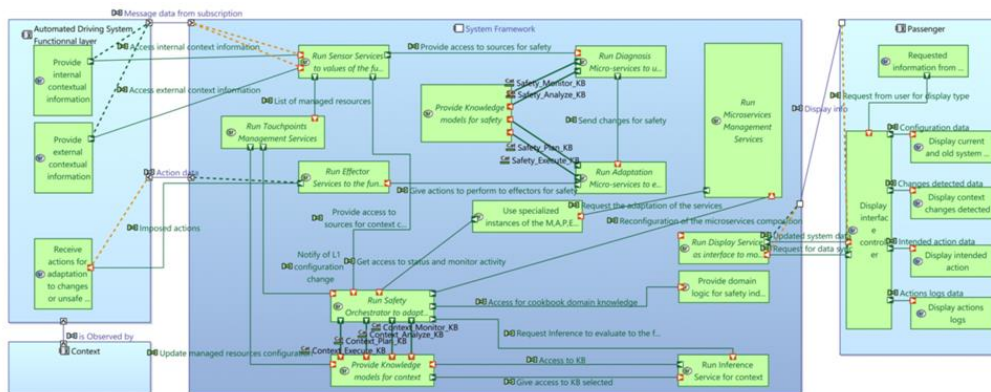 Message data from subscription
Automated Driving System,
Functionnal layer
System Framework
Passenger
Access internal context information
Provide
internal
contextual
information
Run Sensor Services
to values of the fu...
Provide access to sources for safety
Run Diagnosis
Micro-services to u...
Requested
information from ...
Access external context information
Safety_Monitor_KB
Safety_Analyze_KB
Request from user for display type
List of managed resources
Provide Knowledge
models for safety
Run
Microservices
Management
Services
Display info
Run Touchpoints
Management Services
Send changes for safety
Configuration data
Provide
external
contextual
information
Safety_Plan_KB
Safety_Execute_KB
Display current
and old system ...
Action data
Run Effector
Services to the fun...
Run Adaptation
Micro-services to e...
Changes detected data
Give actions to perform to effectors for safety
Display context
changes detected
Request the adaptation of the services
Imposed actions
Provide access to
sources for context c...
Use specialized
instances of the M,A,P,E...
Reconfiguration of the microservices composition
Display
interfac
e
controller
Intended action data
Updated system data
Receive
actions for
adaptation
to changes
or unsafe ...
Run Display Service
as interface to mo...
Request for data sys
Display intended
action
Notify of L1
configuration
change
Get access to status and monitor activity
Provide domain
logic for safety ind...
Actions logs data
Run Safety
Orchestrator to adapt...
Access for cookbook domain knowledge
Display actions
logs
is Observed by
Context_Monitor_KB
Context_Analyze_KB
Context_Plan_KB
Context_Execute_KB
Request Inference to evaluate to the f...
Context
Update managed resources configuration
Provide Knowledge
models for context
Access to KB
Give access to KB selected
Run Inference
Service for context